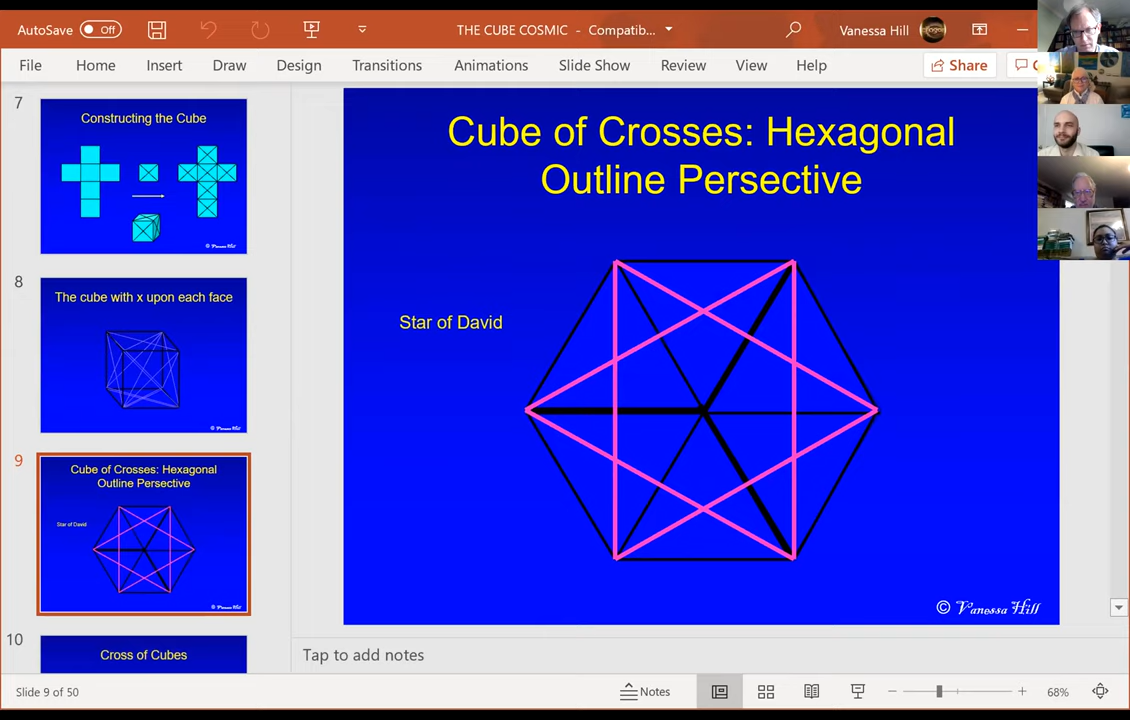 AutoSave Off THE CUBE COSMIC - Compatib... Vanessa Hill
File Home Insert Draw Design Transitions Animations Slide Show Review View Help Share
7
Constructing the Cube
© Vanessa Hill
8
The cube with x upon each face
© Vanessa Hill
9
Cube of Crosses: Hexagonal
Outline Persective
Star of David
© Vanessa Hill
10
Cross of Cubes
Cube of Crosses: Hexagonal
Outline Persective
Star of David
© Vanessa Hill
Tap to add notes
Slide 9 of 50 Notes 68%